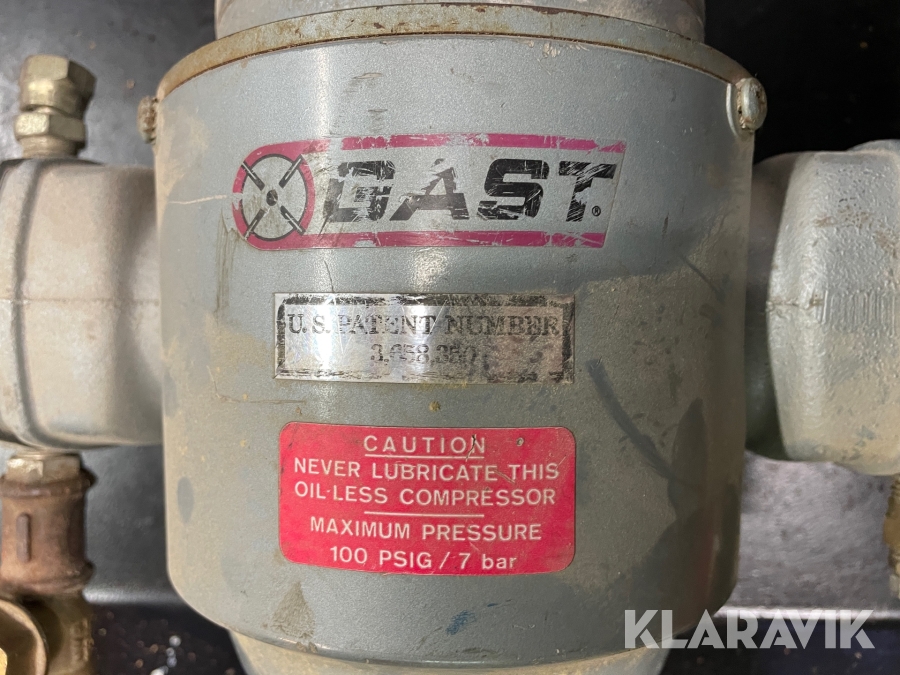 GAST®
U.S. PATENT NUMBER
CAUTION
NEVER LUBRICATE THIS
OIL-LESS COMPRESSOR
MAXIMUM PRESSURE
100 PSIG / 7 bar
KLARAVIK